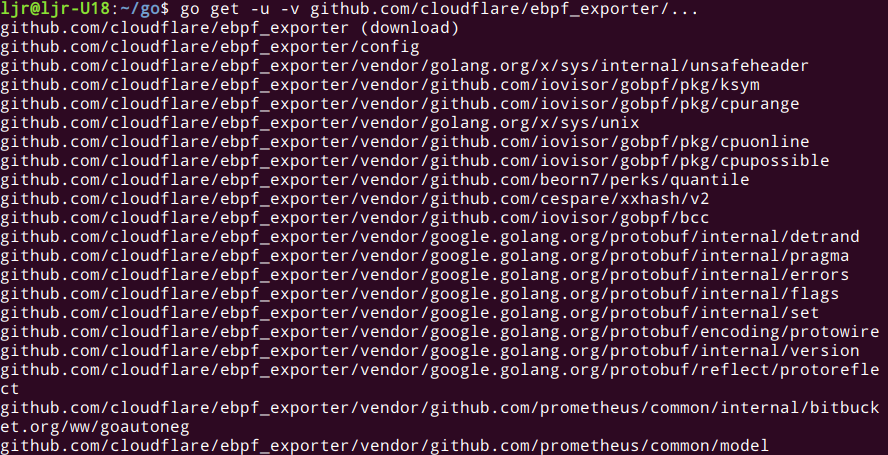 ljr@ljr-U18:~/go$ go get -u -v github.com/cloudflare/ebpf_exporter/...
github.com/cloudflare/ebpf_exporter (download)
github.com/cloudflare/ebpf_exporter/config
github.com/cloudflare/ebpf_exporter/vendor/golang.org/x/sys/internal/unsafeheader
github.com/cloudflare/ebpf_exporter/vendor/github.com/iovisor/gobpf/pkg/ksym
github.com/cloudflare/ebpf_exporter/vendor/github.com/iovisor/gobpf/pkg/cpurange
github.com/cloudflare/ebpf_exporter/vendor/golang.org/x/sys/unix
github.com/cloudflare/ebpf_exporter/vendor/github.com/iovisor/gobpf/pkg/cpuonline
github.com/cloudflare/ebpf_exporter/vendor/github.com/iovisor/gobpf/pkg/cpupossible
github.com/cloudflare/ebpf_exporter/vendor/github.com/beorn7/perks/quantile
github.com/cloudflare/ebpf_exporter/vendor/github.com/cespare/xxhash/v2
github.com/cloudflare/ebpf_exporter/vendor/github.com/iovisor/gobpf/bcc
github.com/cloudflare/ebpf_exporter/vendor/google.golang.org/protobuf/internal/detrand
github.com/cloudflare/ebpf_exporter/vendor/google.golang.org/protobuf/internal/pragma
github.com/cloudflare/ebpf_exporter/vendor/google.golang.org/protobuf/internal/errors
github.com/cloudflare/ebpf_exporter/vendor/google.golang.org/protobuf/internal/flags
github.com/cloudflare/ebpf_exporter/vendor/google.golang.org/protobuf/internal/set
github.com/cloudflare/ebpf_exporter/vendor/google.golang.org/protobuf/encoding/protowire
github.com/cloudflare/ebpf_exporter/vendor/google.golang.org/protobuf/internal/version
github.com/cloudflare/ebpf_exporter/vendor/google.golang.org/protobuf/reflect/protorefle
ct
github.com/cloudflare/ebpf_exporter/vendor/github.com/prometheus/common/internal/bitbuck
et.org/ww/goautoneg
github.com/cloudflare/ebpf_exporter/vendor/github.com/prometheus/common/model